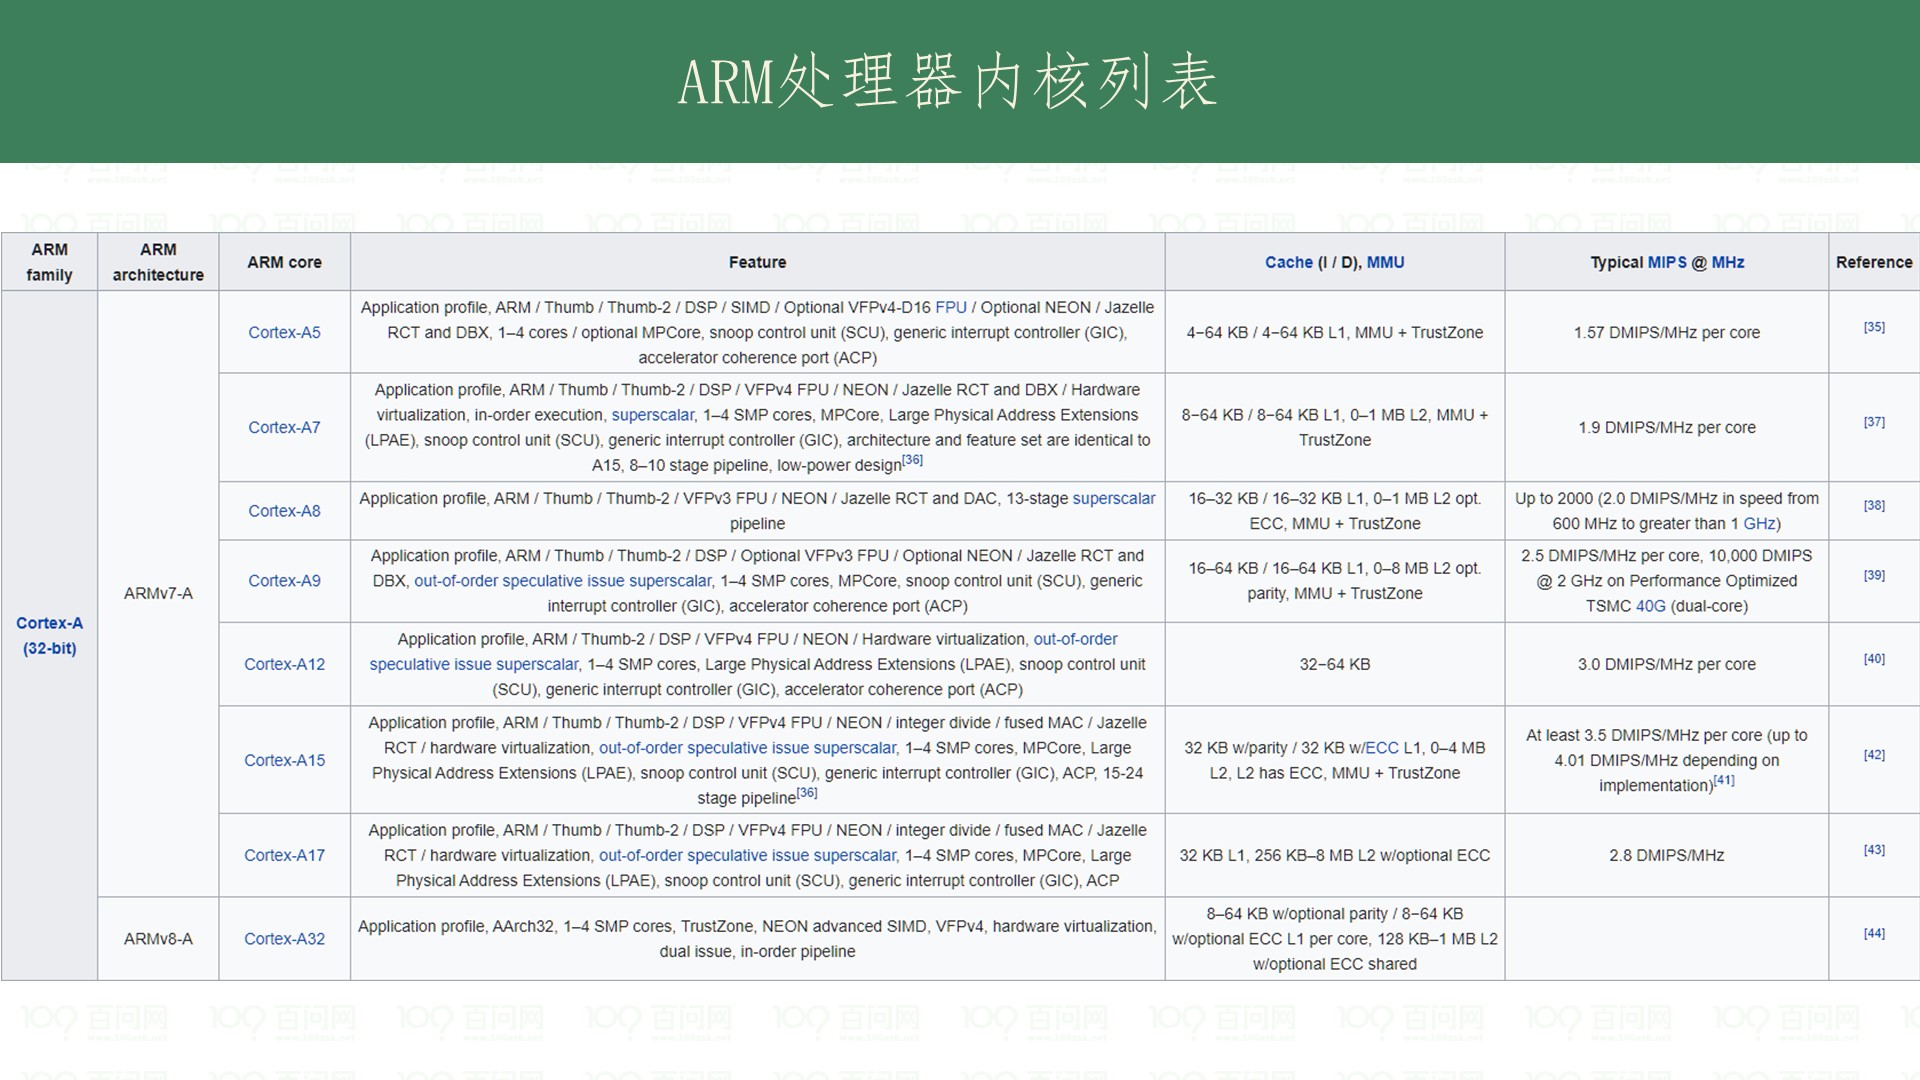 ARM处理器内核列表
ARM family
ARM architecture
ARM core
Feature
Cache (I / D), MMU
Typical MIPS @ MHz
Reference
Cortex-A (32-bit)
ARMv7-A
Cortex-A5
Application profile, ARM / Thumb / Thumb-2 / DSP / SIMD / Optional VFPv4-D16 FPU / Optional NEON / Jazelle
RCT and DBX, 1–4 cores / optional MPCore, snoop control unit (SCU), generic interrupt controller (GIC),
accelerator coherence port (ACP)
4−64 KB / 4−64 KB L1, MMU + TrustZone
1.57 DMIPS/MHz per core
[35]
Cortex-A7
Application profile, ARM / Thumb / Thumb-2 / DSP / VFPv4 FPU / NEON / Jazelle RCT and DBX / Hardware
virtualization, in-order execution, superscalar, 1–4 SMP cores, MPCore, Large Physical Address Extensions
(LPAE), snoop control unit (SCU), generic interrupt controller (GIC), architecture and feature set are identical to
A15, 8–10 stage pipeline, low-power design[36]
8−64 KB / 8−64 KB L1, 0–1 MB L2, MMU +
TrustZone
1.9 DMIPS/MHz per core
[37]
Cortex-A8
Application profile, ARM / Thumb / Thumb-2 / VFPv3 FPU / NEON / Jazelle RCT and DAC, 13-stage superscalar
pipeline
16–32 KB / 16–32 KB L1, 0–1 MB L2 opt.
ECC, MMU + TrustZone
Up to 2000 (2.0 DMIPS/MHz in speed from
600 MHz to greater than 1 GHz)
[38]
Cortex-A9
Application profile, ARM / Thumb / Thumb-2 / DSP / Optional VFPv3 FPU / Optional NEON / Jazelle RCT and
DBX, out-of-order speculative issue superscalar, 1–4 SMP cores, MPCore, snoop control unit (SCU), generic
interrupt controller (GIC), accelerator coherence port (ACP)
16–64 KB / 16–64 KB L1, 0–8 MB L2 opt.
parity, MMU + TrustZone
2.5 DMIPS/MHz per core, 10,000 DMIPS
@ 2 GHz on Performance Optimized
TSMC 40G (dual-core)
[39]
Cortex-A12
Application profile, ARM / Thumb-2 / DSP / VFPv4 FPU / NEON / Hardware virtualization, out-of-order
speculative issue superscalar, 1–4 SMP cores, Large Physical Address Extensions (LPAE), snoop control unit
(SCU), generic interrupt controller (GIC), accelerator coherence port (ACP)
32−64 KB
3.0 DMIPS/MHz per core
[40]
Cortex-A15
Application profile, ARM / Thumb / Thumb-2 / DSP / VFPv4 FPU / NEON / integer divide / fused MAC / Jazelle
RCT / hardware virtualization, out-of-order speculative issue superscalar, 1–4 SMP cores, MPCore, Large
Physical Address Extensions (LPAE), snoop control unit (SCU), generic interrupt controller (GIC), ACP, 15-24
stage pipeline[36]
32 KB w/parity / 32 KB w/ECC L1, 0–4 MB
L2, L2 has ECC, MMU + TrustZone
At least 3.5 DMIPS/MHz per core (up to
4.01 DMIPS/MHz depending on
implementation)[41]
[42]
Cortex-A17
Application profile, ARM / Thumb / Thumb-2 / DSP / VFPv4 FPU / NEON / integer divide / fused MAC / Jazelle
RCT / hardware virtualization, out-of-order speculative issue superscalar, 1–4 SMP cores, MPCore, Large
Physical Address Extensions (LPAE), snoop control unit (SCU), generic interrupt controller (GIC), ACP
32 KB L1, 256 KB–8 MB L2 w/optional ECC
2.8 DMIPS/MHz
[43]
ARMv8-A
Cortex-A32
Application profile, AArch32, 1–4 SMP cores, TrustZone, NEON advanced SIMD, VFPv4, hardware virtualization,
dual issue, in-order pipeline
8–64 KB w/optional parity / 8−64 KB
w/optional ECC L1 per core, 128 KB–1 MB L2
w/optional ECC shared
[44]